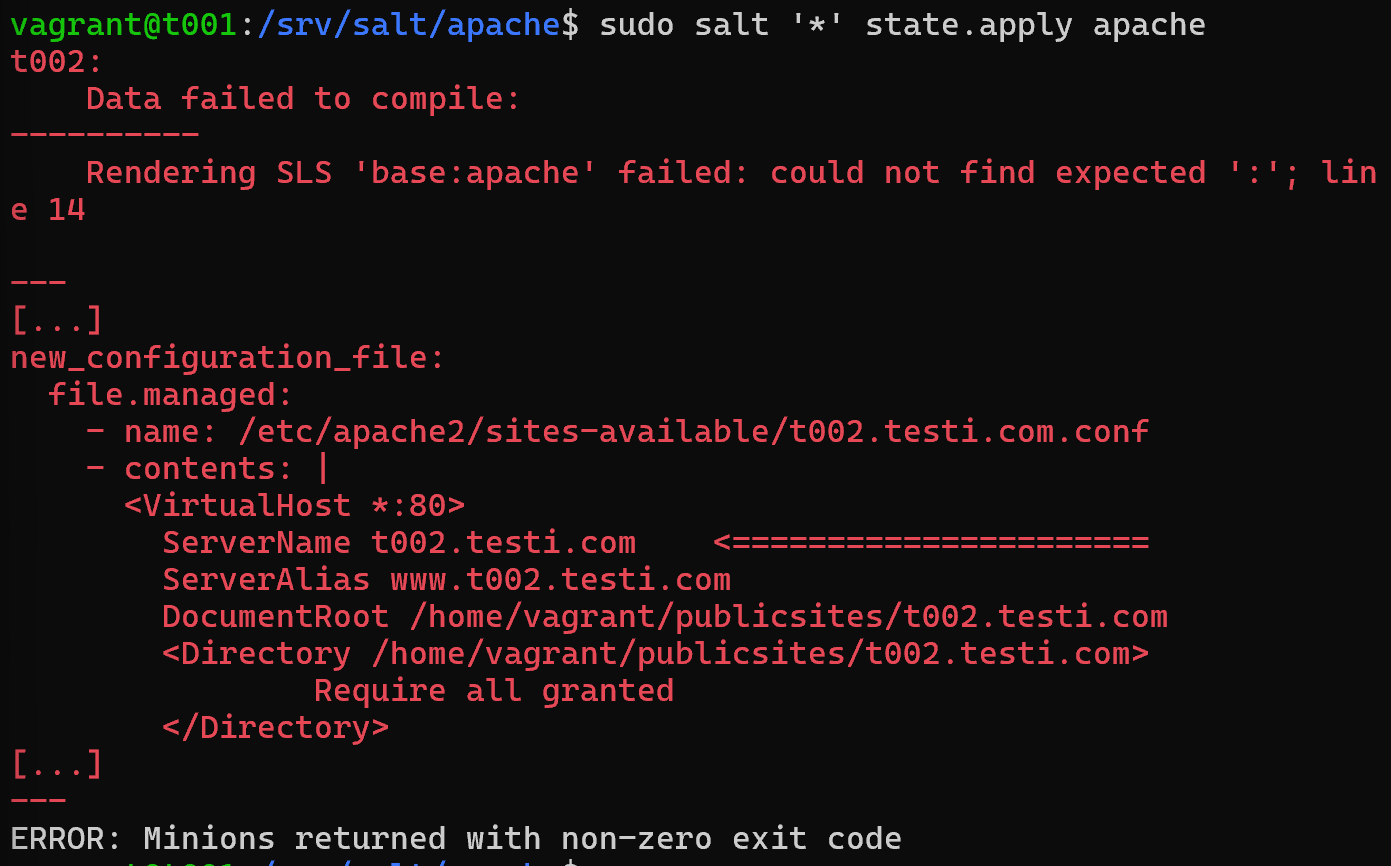 vagrant@t001:/srv/salt/apache$ sudo salt '*' state.apply apache
t002:
    Data failed to compile:
----------
    Rendering SLS 'base:apache' failed: could not find expected ':'; lin
e 14

---
[...]
new_configuration_file:
  file.managed:
    - name: /etc/apache2/sites-available/t002.testi.com.conf
    - contents: |
      <VirtualHost *:80>
        ServerName t002.testi.com    <======================
        ServerAlias www.t002.testi.com
        DocumentRoot /home/vagrant/publicsites/t002.testi.com
        <Directory /home/vagrant/publicsites/t002.testi.com>
                Require all granted
        </Directory>
[...]
---
ERROR: Minions returned with non-zero exit code